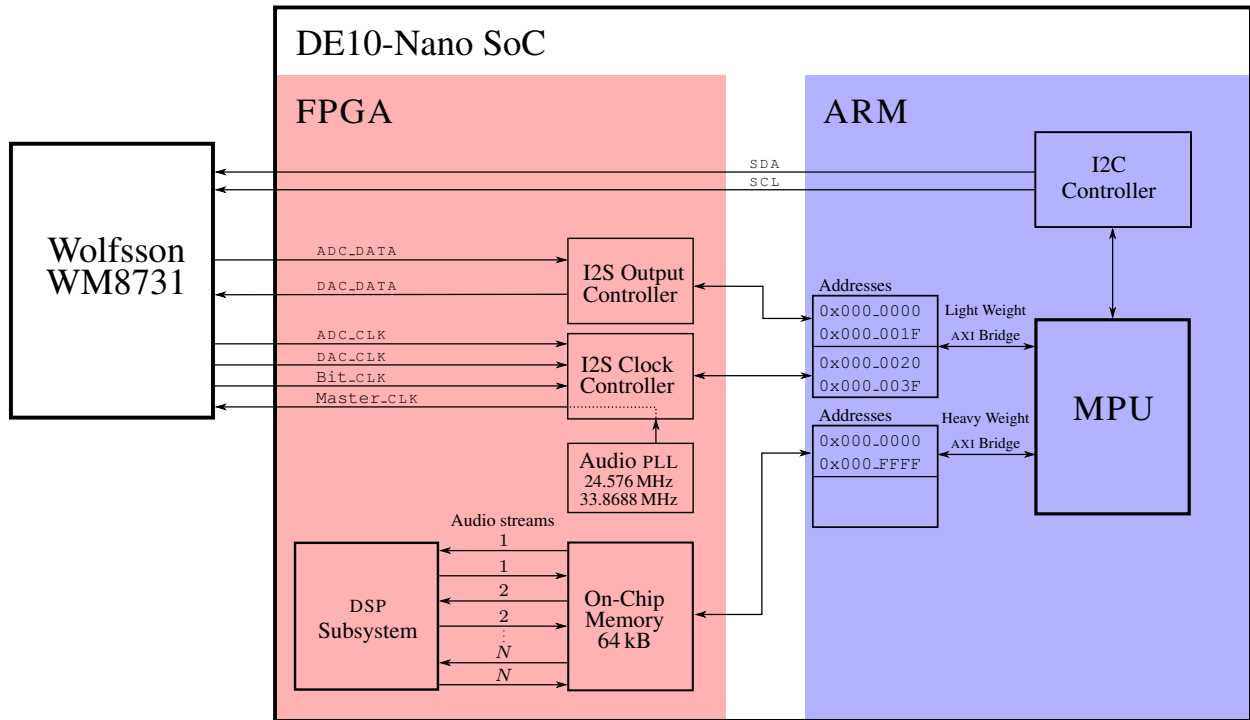 DE10-Nano SoC
FPGA
ARM
Wolfsson
WM8731
SDA
SCL
I2C
Controller
ADC_DATA
DAC_DATA
I2S Output
Controller
ADC_CLK
DAC_CLK
Bit_CLK
Master_CLK
I2S Clock
Controller
Audio PLL
24.576 MHz
33.8688 MHz
Addresses
0x000_0000
0x000_001F
0x000_0020
0x000_003F
Light Weight
AXI Bridge
Addresses
0x000_0000
0x000_FFFF
Heavy Weight
AXI Bridge
MPU
Audio streams
1
1
2
2
N
N
DSP
Subsystem
On-Chip
Memory
64 kB